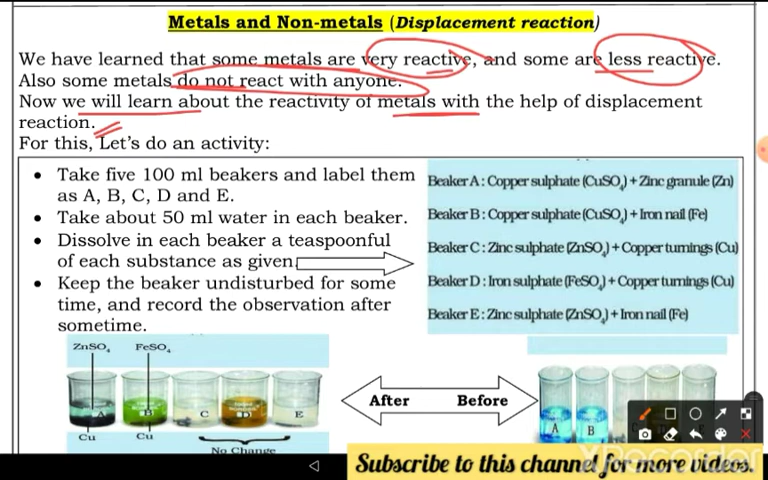 Metals and Non-metals (Displacement reaction)
We have learned that some metals are very reactive, and some are less reactive.
Also some metals do not react with anyone.
Now we will learn about the reactivity of metals with the help of displacement
reaction.
For this, Let's do an activity:
• Take five 100 ml beakers and label them
as A, B, C, D and E.
• Take about 50 ml water in each beaker.
• Dissolve in each beaker a teaspoonful
of each substance as given
• Keep the beaker undisturbed for some
time, and record the observation after
sometime.
Beaker A : Copper sulphate (CuSO₄) + Zinc granule (Zn)
Beaker B : Copper sulphate (CuSO₄) + Iron nail (Fe)
Beaker C : Zinc sulphate (ZnSO₄) + Copper turnings (Cu)
Beaker D : Iron sulphate (FeSO₄) + Copper turnings (Cu)
Beaker E : Zinc sulphate (ZnSO₄) + Iron nail (Fe)
ZnSO₄ FeSO₄
A B C D E
Cu Cu
No Change
After Before
A B
Subscribe to this channel for more videos.